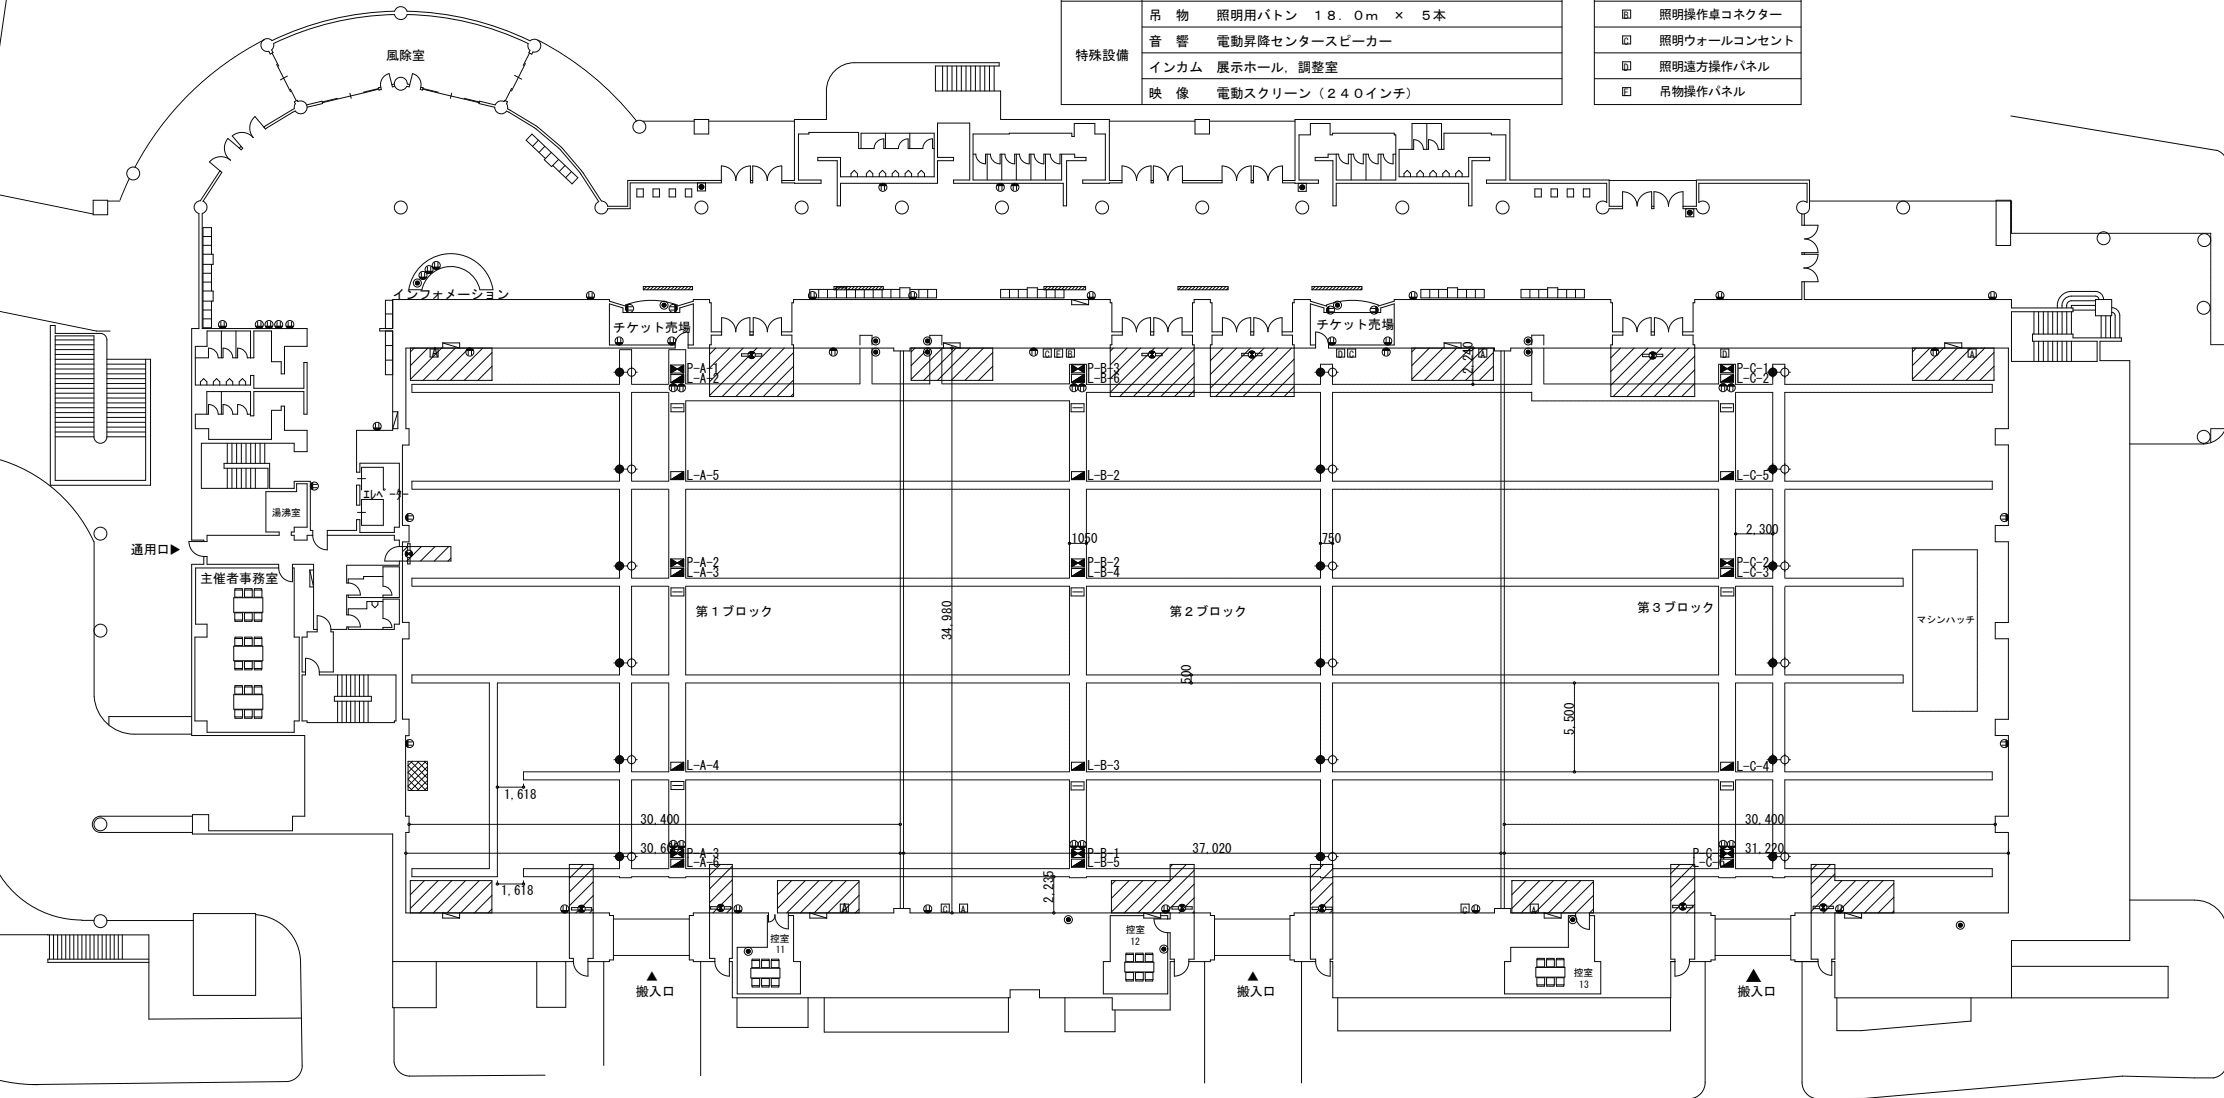 吊　物　照明用バトン　１８．０ｍ　×　５本
特殊設備
音　響　電動昇降センタースピーカー
インカム　展示ホール，調整室
映　像　電動スクリーン（２４０インチ）
B　照明操作卓コネクター
C　照明ウォールコンセント
D　照明遠方操作パネル
E　吊物操作パネル
風除室
インフォメーション
チケット売場
チケット売場
P-A-1
L-A-2
P-B-3
L-B-6
2,240
P-C-1
L-C-2
L-A-5
L-B-2
L-C-5
エレベーター
湯沸室
通用口▶
1050
750
2,300
P-A-2
L-A-3
P-B-2
L-B-4
P-C-2
L-C-3
主催者事務室
第１ブロック
第２ブロック
第３ブロック
マシンハッチ
34,980
500
5,500
L-A-4
L-B-3
L-C-4
1,618
30,400
30,400
P-A-3
L-A-6
P-B-1
L-B-5
37,020
31,220
1,618
2,235
控室
11
控室
12
控室
13
▲
搬入口
▲
搬入口
▲
搬入口